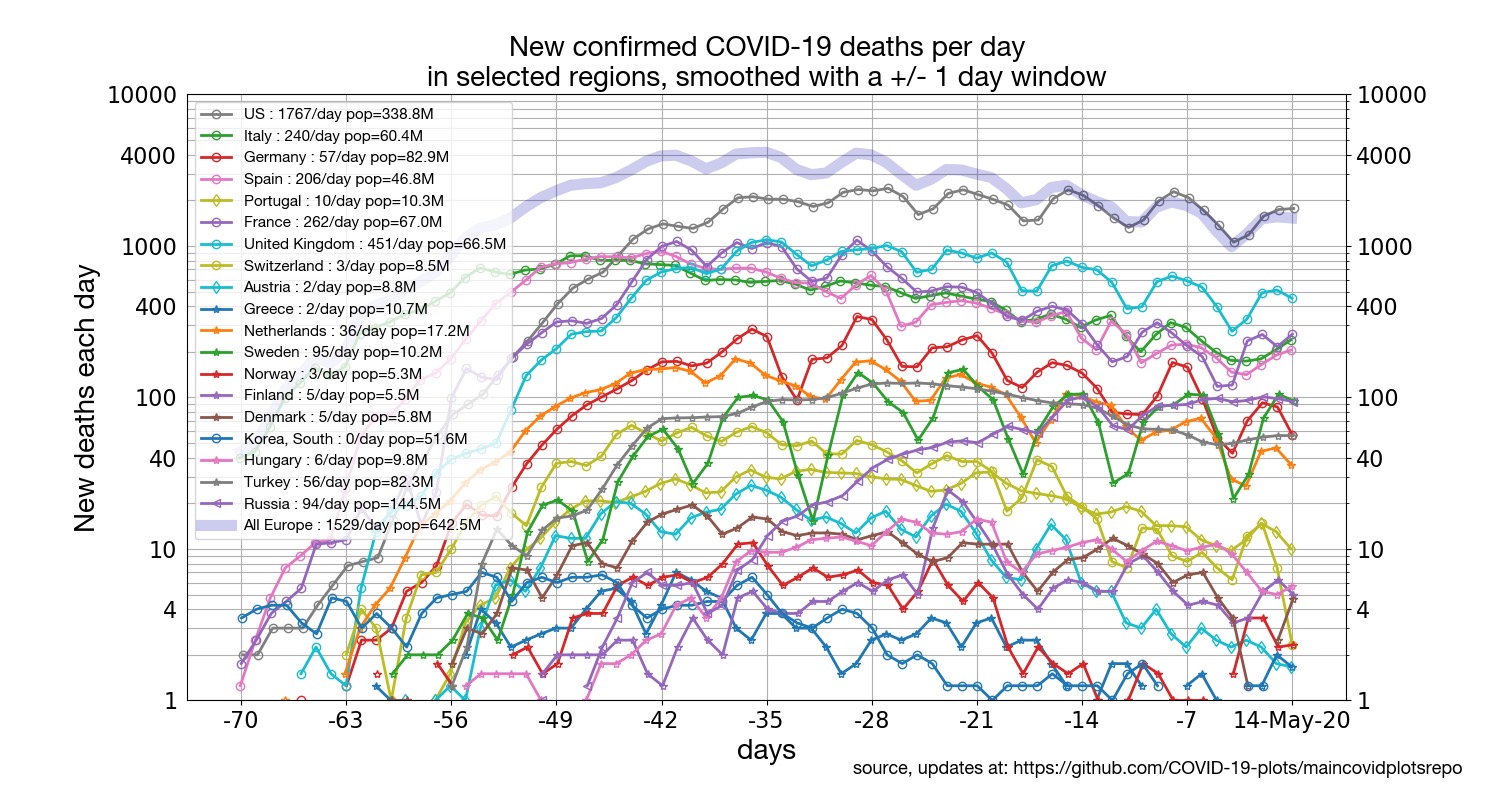 New confirmed COVID-19 deaths per day
in selected regions, smoothed with a +/- 1 day window
10000
4000
1000
400
100
40
10
4
1
New deaths each day
US : 1767/day pop=338.8M
Italy : 240/day pop=60.4M
Germany : 57/day pop=82.9M
Spain : 206/day pop=46.8M
Portugal : 10/day pop=10.3M
France : 262/day pop=67.0M
United Kingdom : 451/day pop=66.5M
Switzerland : 3/day pop=8.5M
Austria : 2/day pop=8.8M
Greece : 2/day pop=10.7M
Netherlands : 36/day pop=17.2M
Sweden : 95/day pop=10.2M
Norway : 3/day pop=5.3M
Finland : 5/day pop=5.5M
Denmark : 5/day pop=5.8M
Korea, South : 0/day pop=51.6M
Hungary : 6/day pop=9.8M
Turkey : 56/day pop=82.3M
Russia : 94/day pop=144.5M
All Europe : 1529/day pop=642.5M
10000
4000
1000
400
100
40
10
4
1
-70 -63 -56 -49 -42 -35 -28 -21 -14 -7 14-May-20
days
source, updates at: https://github.com/COVID-19-plots/maincovidplotsrepo